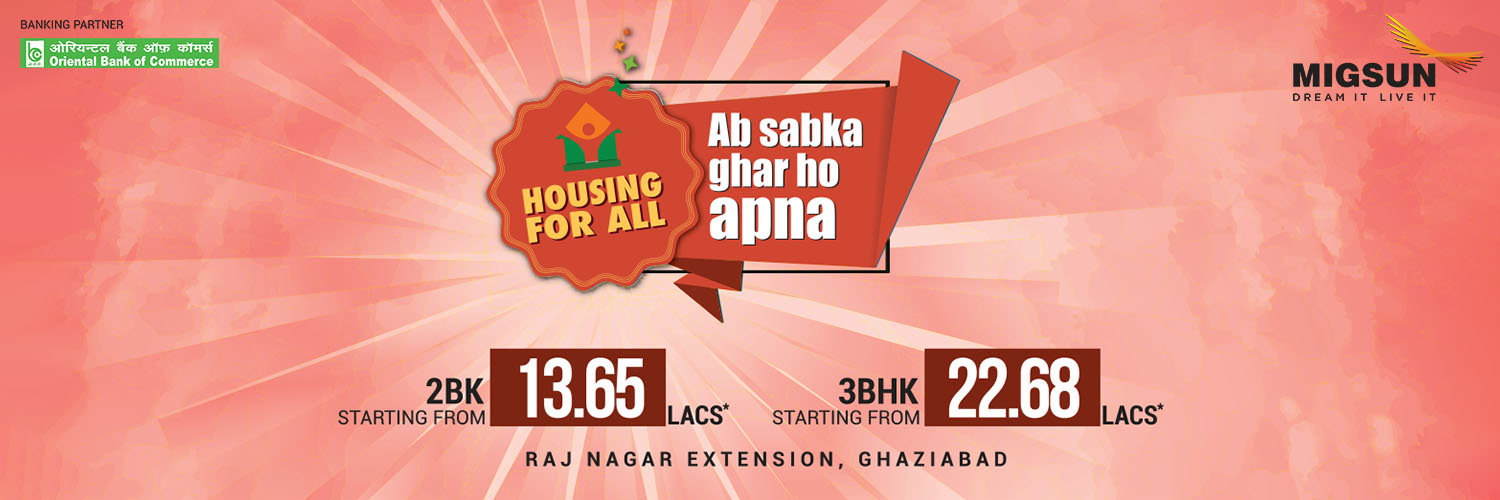 BANKING PARTNER
ओरियन्टल बैंक ऑफ़ कॉमर्स
Oriental Bank of Commerce
MIGSUN
DREAM IT LIVE IT
HOUSING
FOR ALL
Ab sabka
ghar ho
apna
2BK
STARTING FROM
13.65
LACS*
3BHK
STARTING FROM
22.68
LACS*
RAJ NAGAR EXTENSION, GHAZIABAD